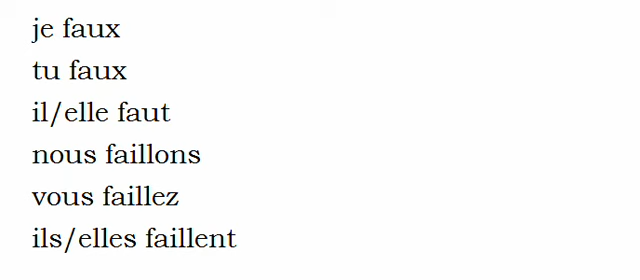 je faux
tu faux
il/elle faut
nous faillons
vous faillez
ils/elles faillent